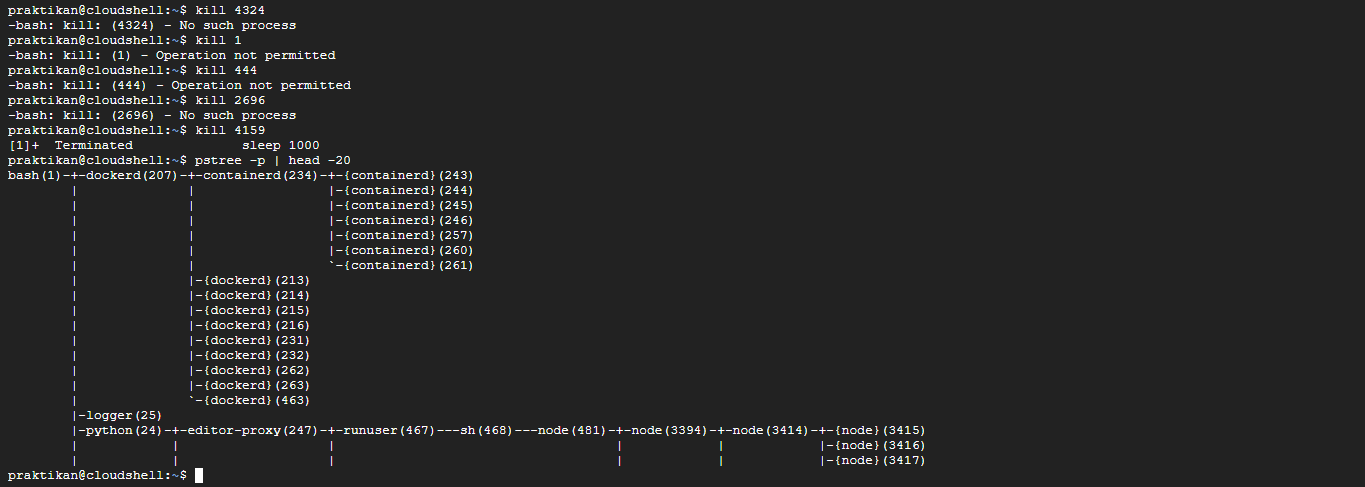 praktikan@cloudshell:~$ kill 4324
-bash: kill: (4324) - No such process
praktikan@cloudshell:~$ kill 1
-bash: kill: (1) - Operation not permitted
praktikan@cloudshell:~$ kill 444
-bash: kill: (444) - Operation not permitted
praktikan@cloudshell:~$ kill 2696
-bash: kill: (2696) - No such process
praktikan@cloudshell:~$ kill 4159
[1]+  Terminated              sleep 1000
praktikan@cloudshell:~$ pstree -p | head -20
bash(1)-+-dockerd(207)-+-containerd(234)-+-{containerd}(243)
        |              |                 |-{containerd}(244)
        |              |                 |-{containerd}(245)
        |              |                 |-{containerd}(246)
        |              |                 |-{containerd}(257)
        |              |                 |-{containerd}(260)
        |              |                 `-{containerd}(261)
        |              |-{dockerd}(213)
        |              |-{dockerd}(214)
        |              |-{dockerd}(215)
        |              |-{dockerd}(216)
        |              |-{dockerd}(231)
        |              |-{dockerd}(232)
        |              |-{dockerd}(262)
        |              |-{dockerd}(263)
        |              `-{dockerd}(463)
        |-logger(25)
        |-python(24)-+-editor-proxy(247)-+-runuser(467)---sh(468)---node(481)-+-node(3394)-+-node(3414)-+-{node}(3415)
        |            |                   |                                    |            |            |-{node}(3416)
        |            |                   |                                    |            |            |-{node}(3417)
praktikan@cloudshell:~$